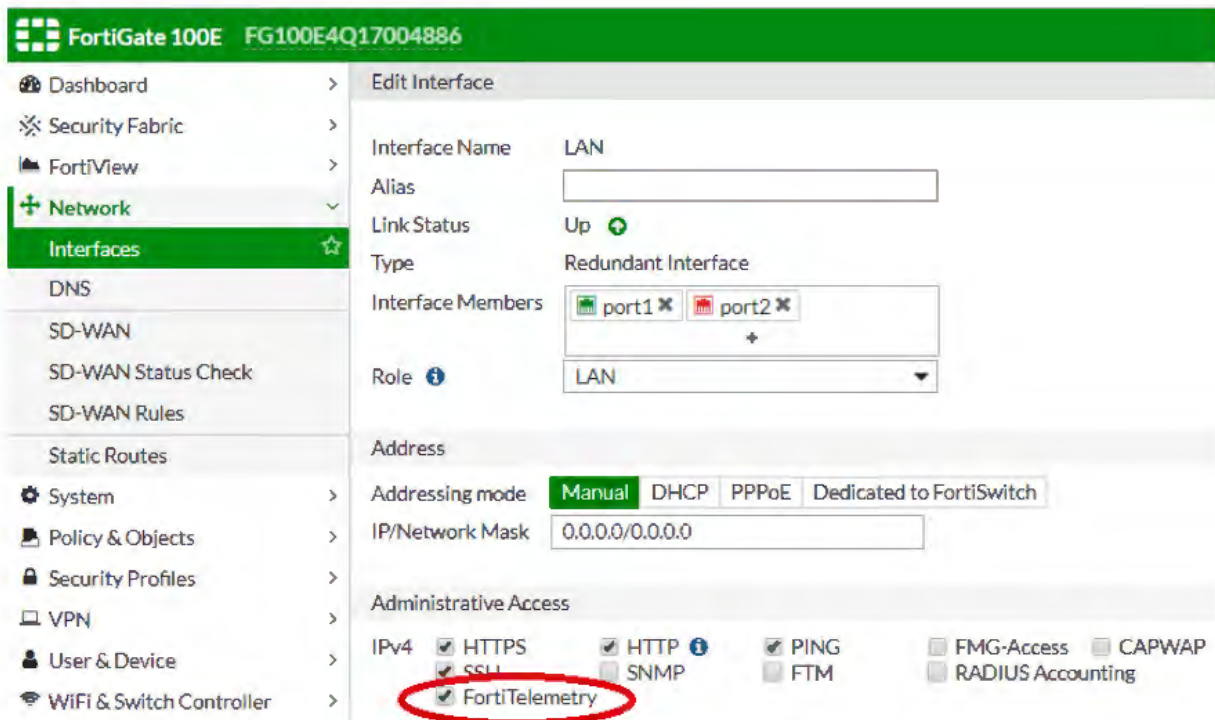 FortiGate 100E FG100E4Q17004886
Dashboard
Security Fabric
FortiView
Network
Interfaces
DNS
SD-WAN
SD-WAN Status Check
SD-WAN Rules
Static Routes
System
Policy & Objects
Security Profiles
VPN
User & Device
WiFi & Switch Controller
Edit Interface
Interface Name LAN
Alias
Link Status Up
Type Redundant Interface
Interface Members port1 port2
Role LAN
Address
Addressing mode Manual DHCP PPPoE Dedicated to FortiSwitch
IP/Network Mask 0.0.0.0/0.0.0.0
Administrative Access
IPv4 HTTPS HTTP PING FMG-Access CAPWAP
SSH SNMP FTM RADIUS Accounting
FortiTelemetry